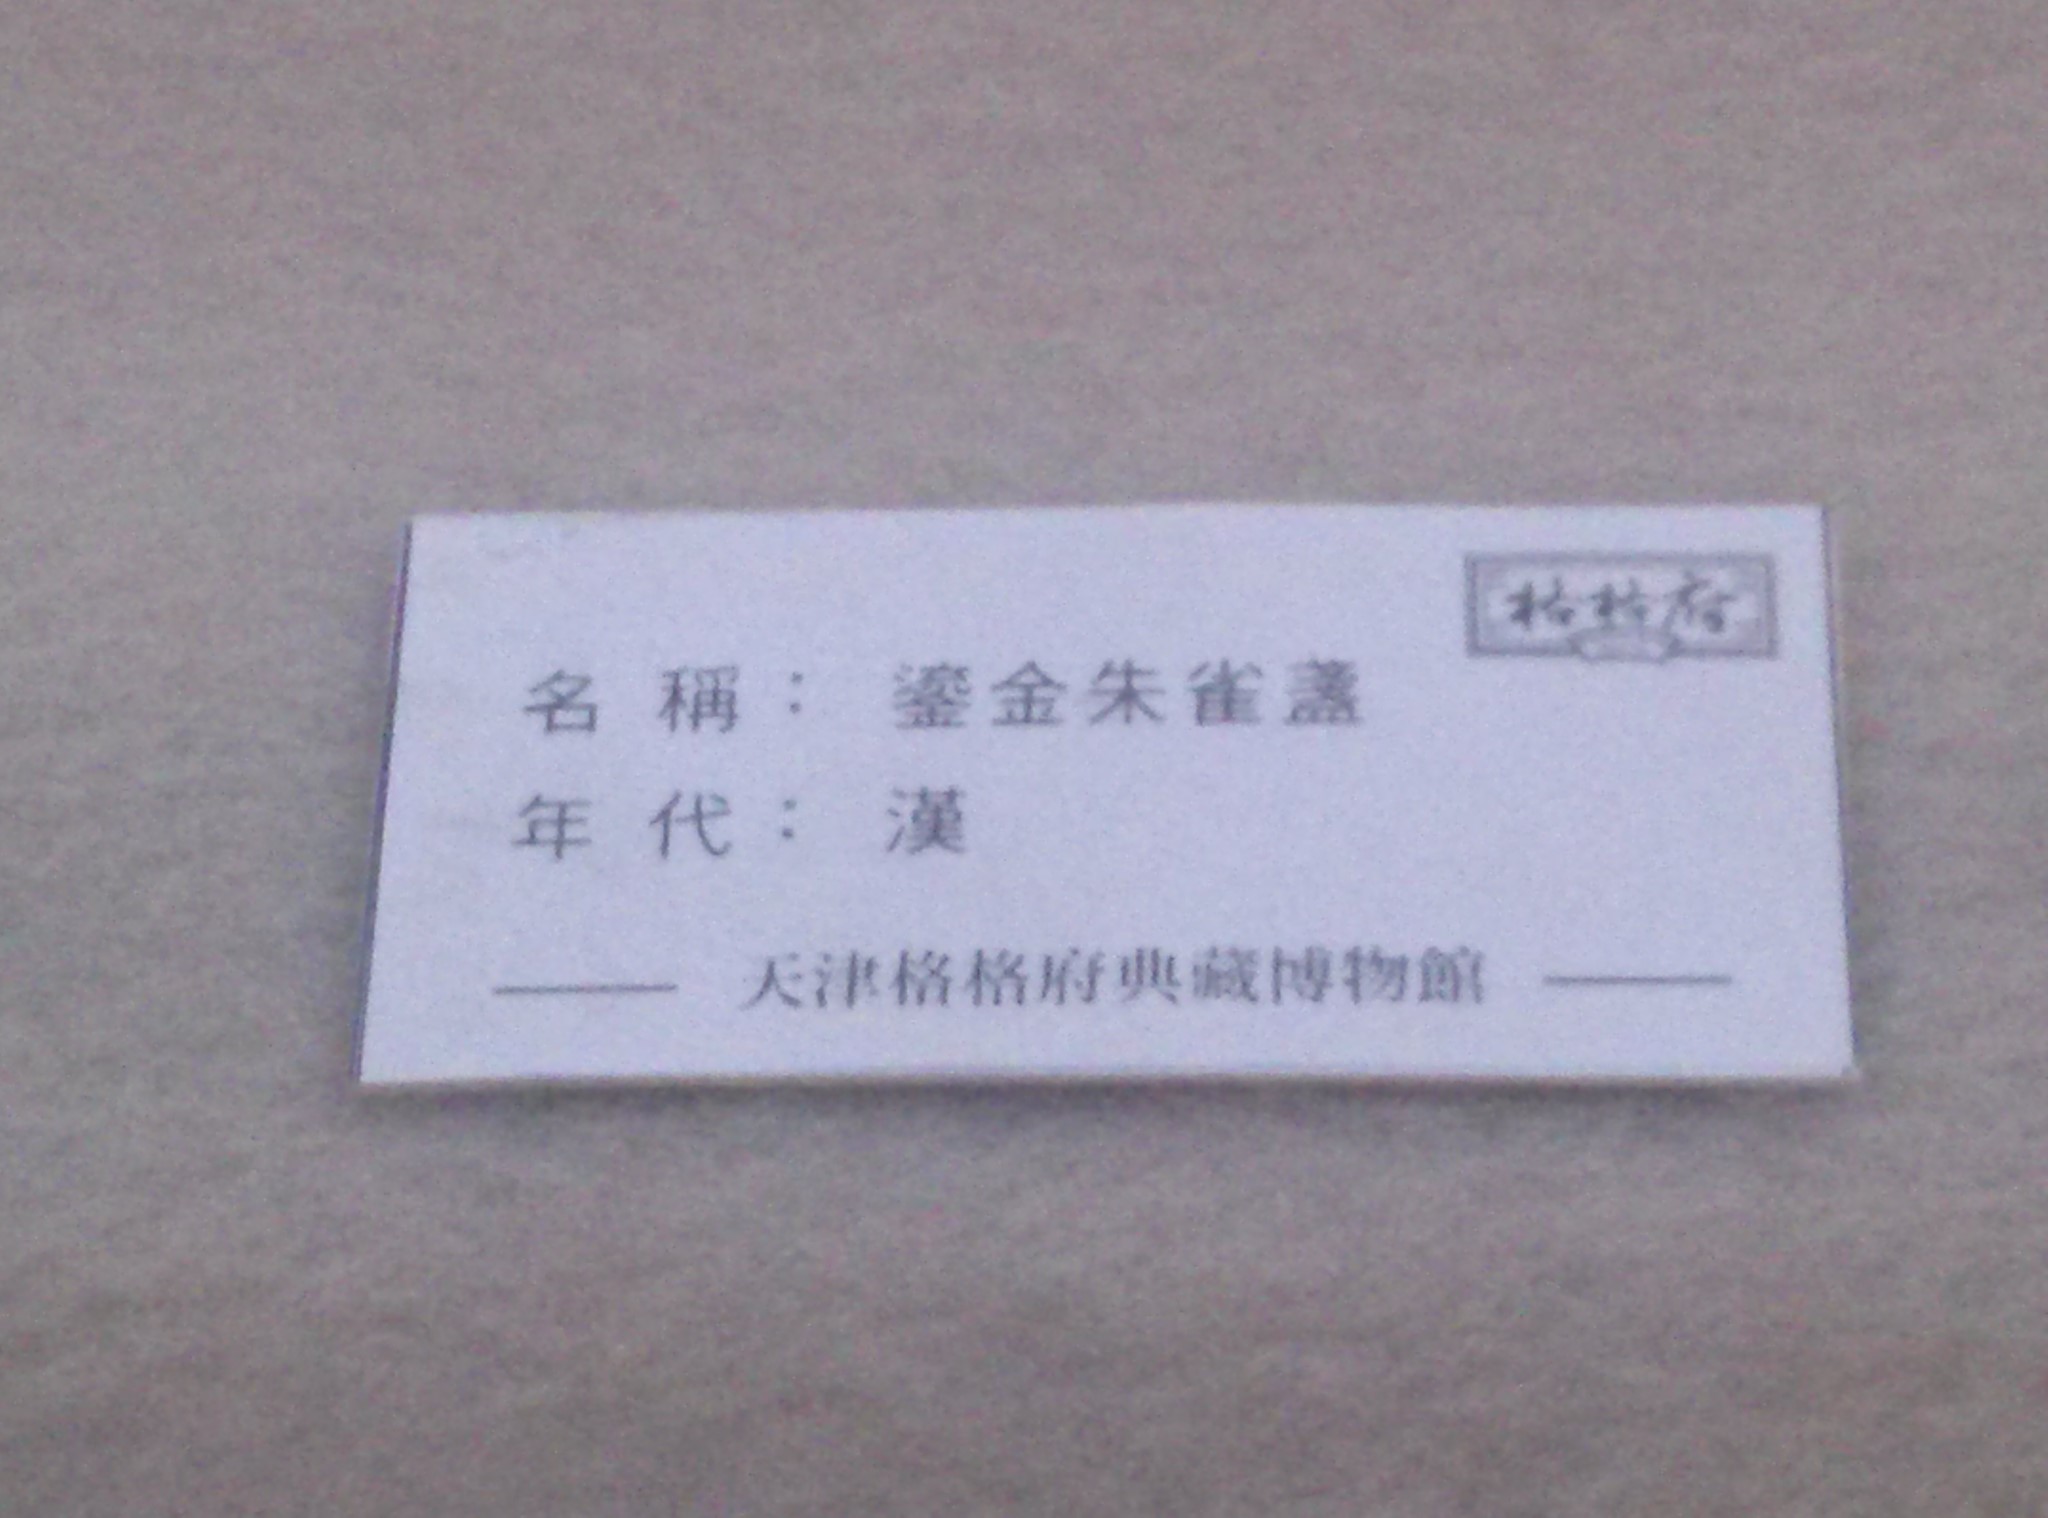 格格府
名稱：鎏金朱雀盞
年代：漢
天津格格府典藏博物館